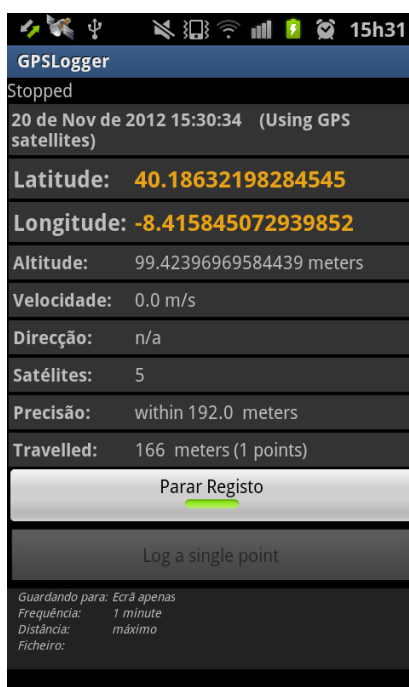 15h31
GPSLogger
Stopped
20 de Nov de 2012 15:30:34 (Using GPS
satellites)
Latitude: 40.18632198284545
Longitude: -8.415845072939852
Altitude: 99.42396969584439 meters
Velocidade: 0.0 m/s
Direcção: n/a
Satélites: 5
Precisão: within 192.0 meters
Travelled: 166 meters (1 points)
Parar Registo
Log a single point
Guardando para: Ecrã apenas
Frequência: 1 minute
Distância: máximo
Ficheiro: